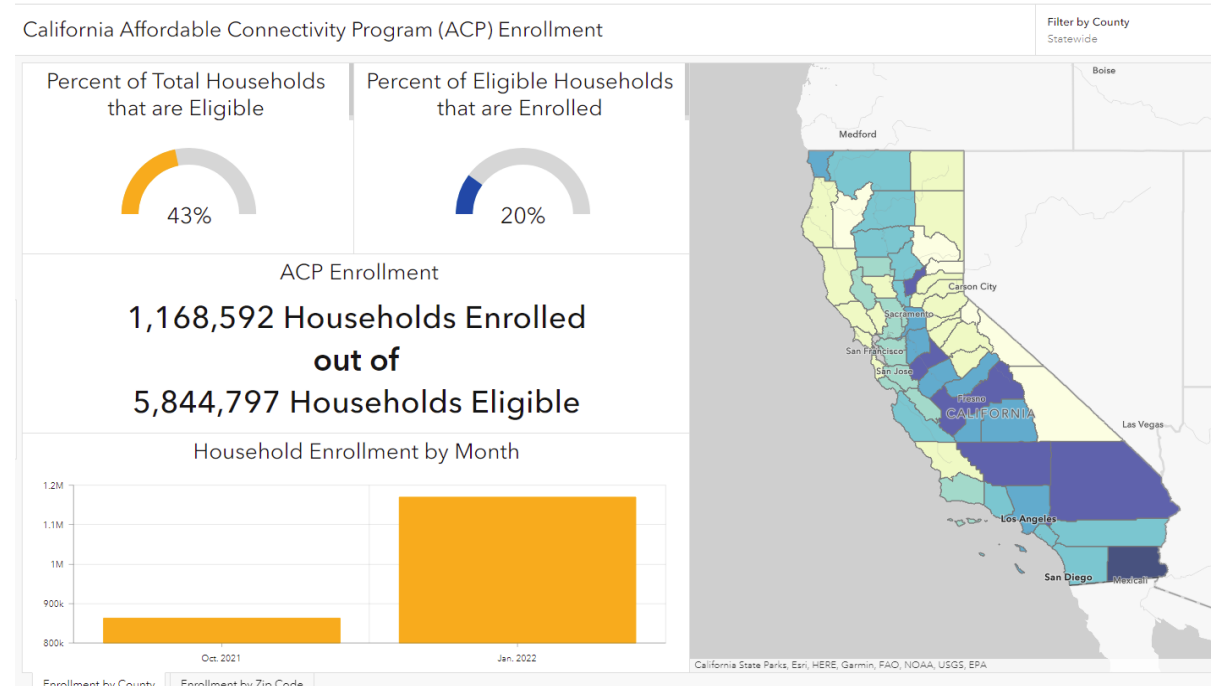 California Affordable Connectivity Program (ACP) Enrollment
Filter by County
Statewide
Percent of Total Households
that are Eligible
43%
Percent of Eligible Households
that are Enrolled
20%
ACP Enrollment
1,168,592 Households Enrolled
out of
5,844,797 Households Eligible
Household Enrollment by Month
1.2M
1.1M
1M
900k
800k
Oct. 2021
Jan. 2022
Boise
Medford
Carson City
Sacramento
San Francisco
San Jose
Fresno
CALIFORNIA
Las Vegas
Los Angeles
San Diego
Mexicali
California State Parks, Esri, HERE, Garmin, FAO, NOAA, USGS, EPA
Enrollment by County
Enrollment by Zip Code